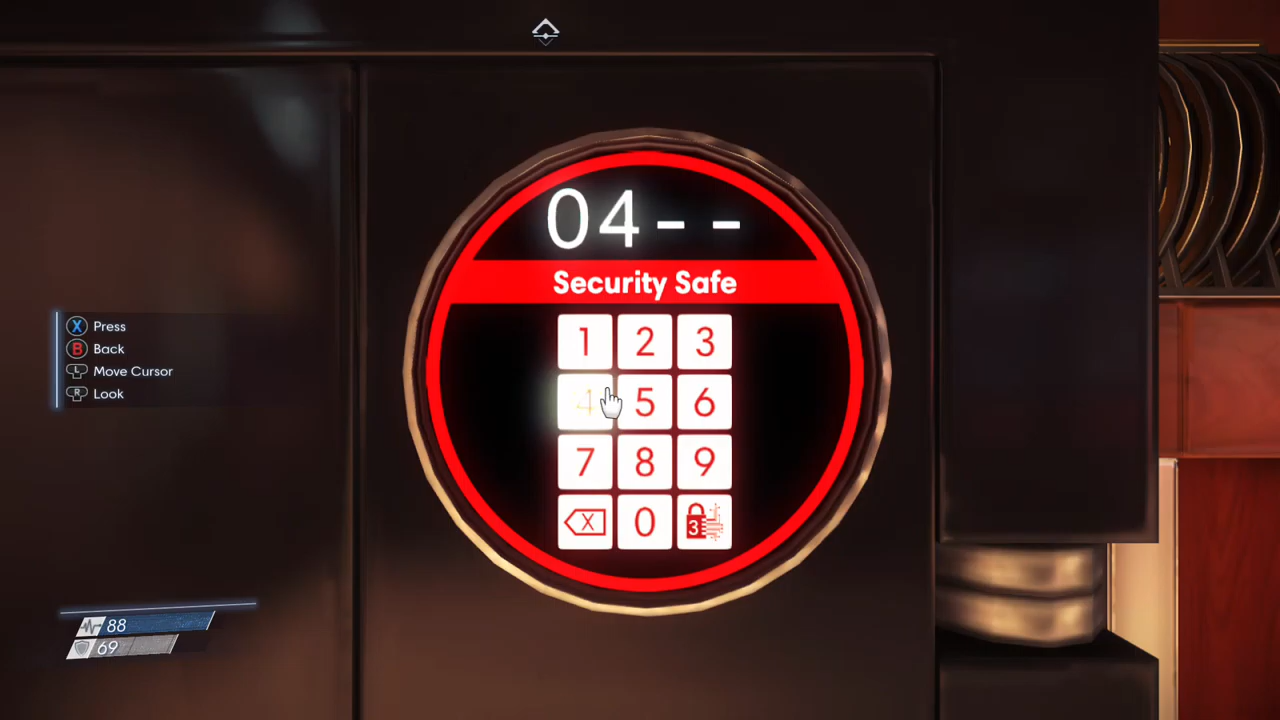 04--
Security Safe
1 2 3
4 5 6
7 8 9
X 0 3
X Press
B Back
L Move Cursor
R Look
88
69